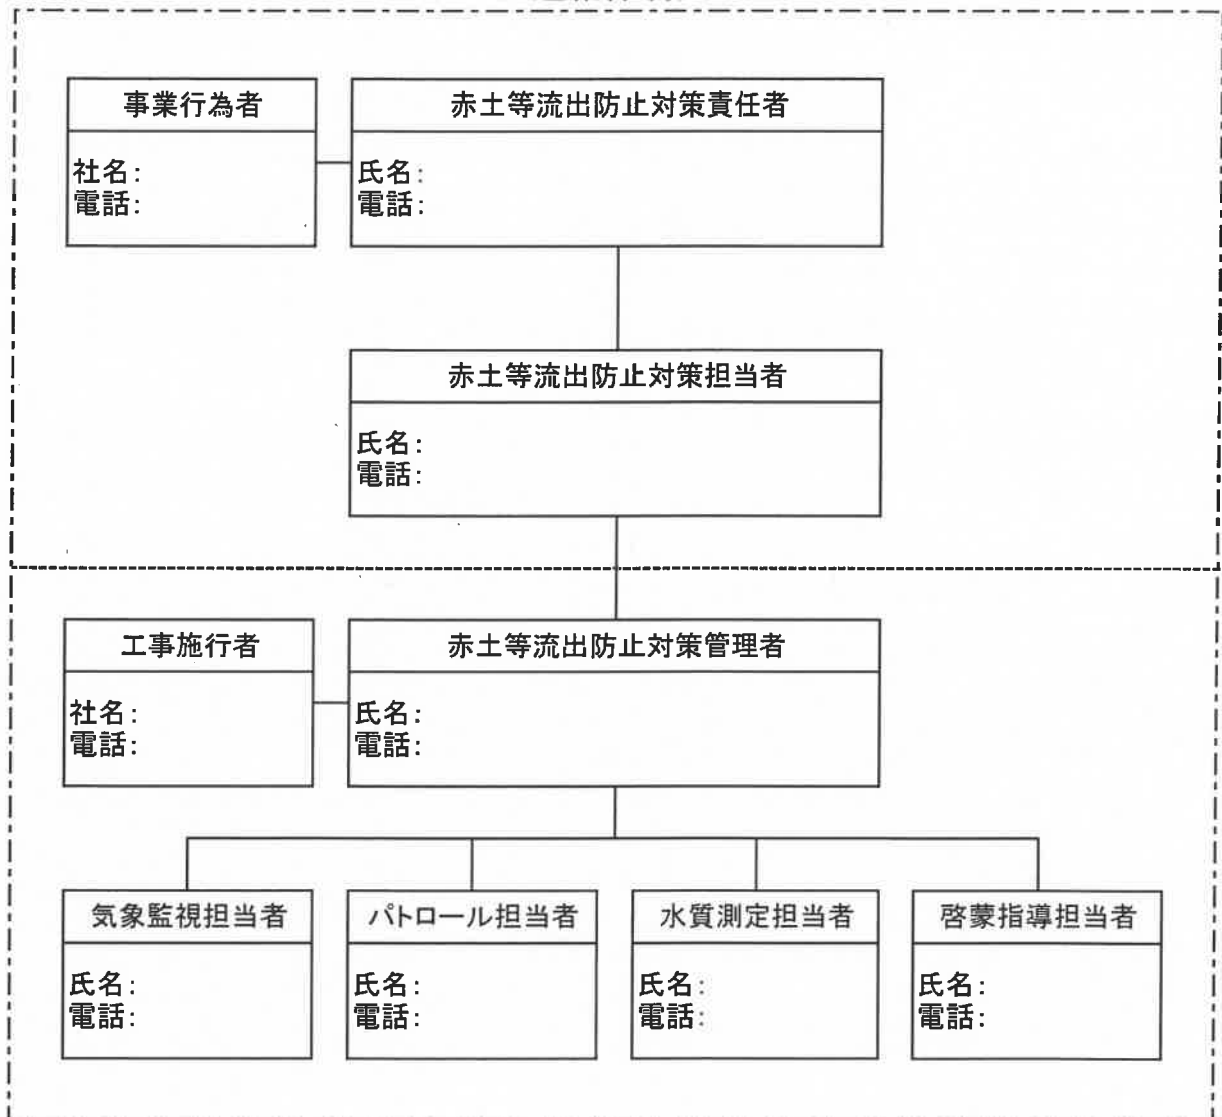 事業行為者
社名:
電話:
赤土等流出防止対策責任者
氏名:
電話:
赤土等流出防止対策担当者
氏名:
電話:
工事施行者
社名:
電話:
赤土等流出防止対策管理者
氏名:
電話:
気象監視担当者
氏名:
電話:
パトロール担当者
氏名:
電話:
水質測定担当者
氏名:
電話:
啓蒙指導担当者
氏名:
電話: